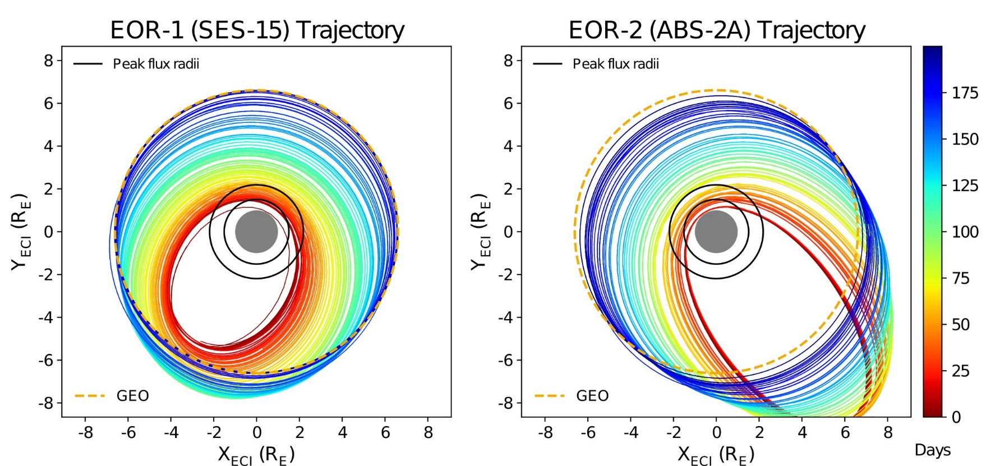 EOR-1 (SES-15) Trajectory
Peak flux radii
8
6
4
2
0
-2
-4
-6
-8
Y_ECI (R_E)
GEO
-8 -6 -4 -2 0 2 4 6 8
X_ECI (R_E)
EOR-2 (ABS-2A) Trajectory
Peak flux radii
8
6
4
2
0
-2
-4
-6
-8
Y_ECI (R_E)
GEO
-8 -6 -4 -2 0 2 4 6 8
X_ECI (R_E)
175
150
125
100
75
50
25
0
Days